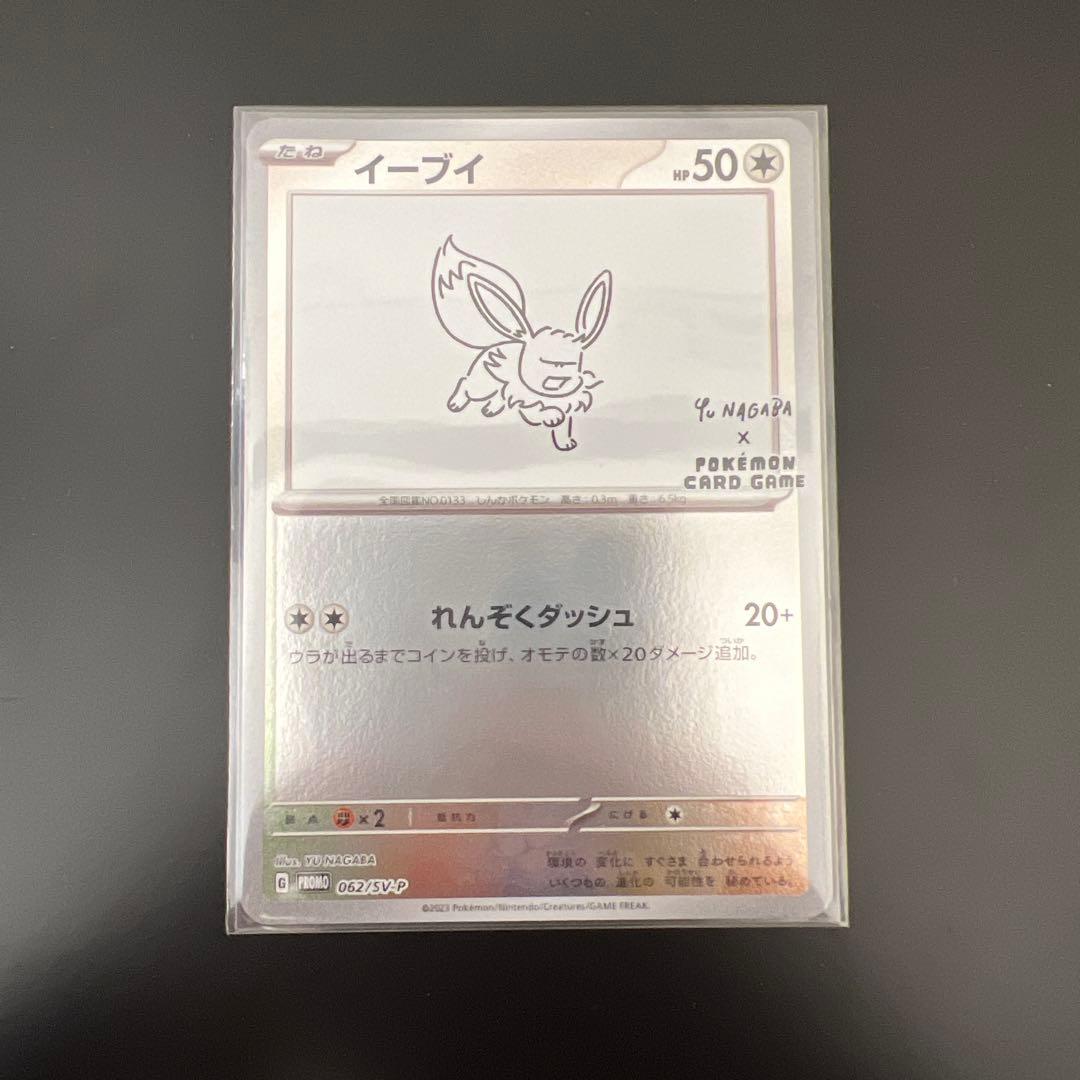 たね
イーブイ
HP 50
YU NAGABA
×
POKÉMON
CARD GAME
全国図鑑NO.0133 しんかポケモン 高さ:0.3m 重さ:6.5kg
れんぞくダッシュ 20+
ウラが出るまでコインを投げ、オモテの数×20ダメージ追加。
弱点 ×2 抵抗力 にげる
Illus. YU NAGABA
G PROMO 062/SV-P
環境の 変化に すぐさま 合わせられるよう
いくつもの 進化の 可能性を 秘めている。
©2023 Pokémon/Nintendo/Creatures/GAME FREAK.